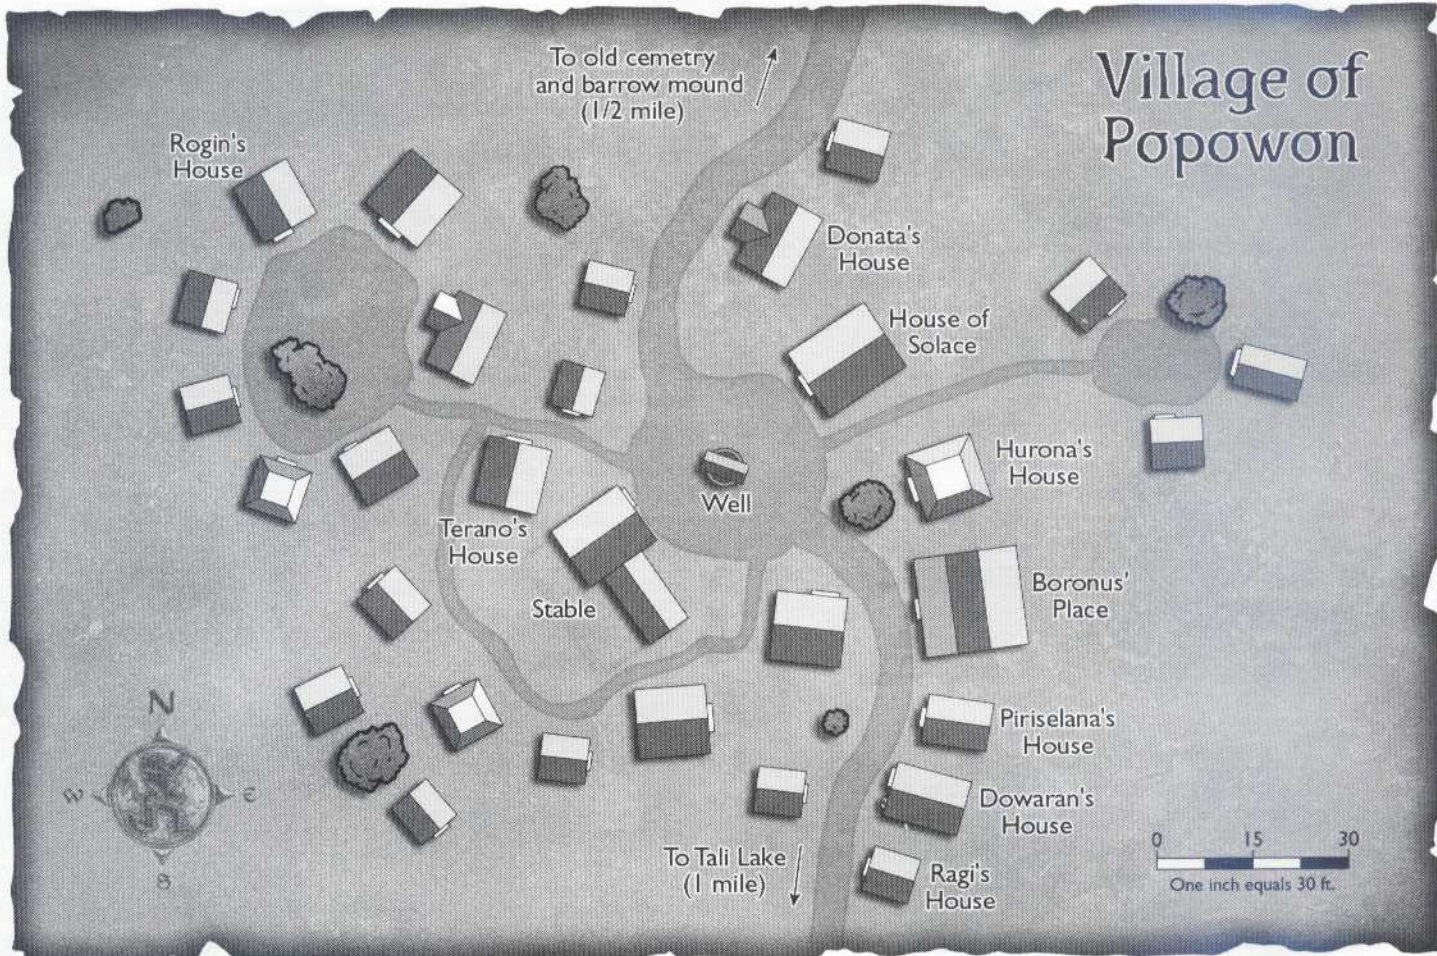 To old cemetry
and barrow mound
(1/2 mile)
Village of
Popowon
Rogin's
House
Donata's
House
House of
Solace
Hurona's
House
Well
Terano's
House
Stable
Boronus'
Place
Piriselana's
House
Dowaran's
House
Ragi's
House
To Tali Lake
(1 mile)
N
W
E
S
0 15 30
One inch equals 30 ft.